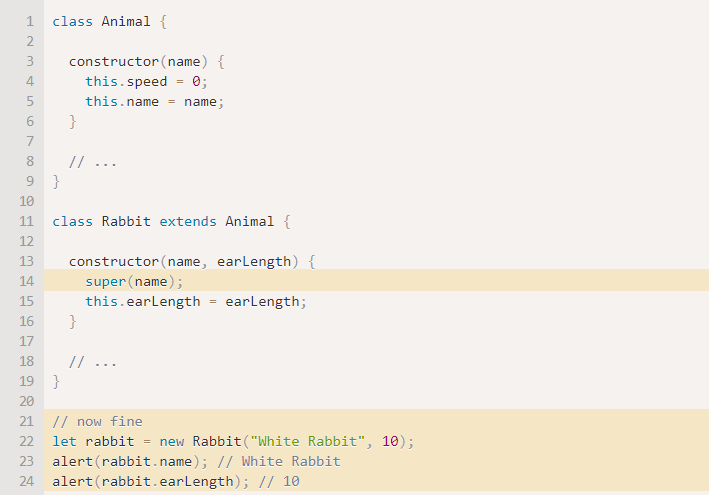 1 class Animal {
2
3   constructor(name) {
4     this.speed = 0;
5     this.name = name;
6   }
7
8   // ...
9 }
10
11 class Rabbit extends Animal {
12
13   constructor(name, earLength) {
14     super(name);
15     this.earLength = earLength;
16   }
17
18   // ...
19 }
20
21 // now fine
22 let rabbit = new Rabbit("White Rabbit", 10);
23 alert(rabbit.name); // White Rabbit
24 alert(rabbit.earLength); // 10